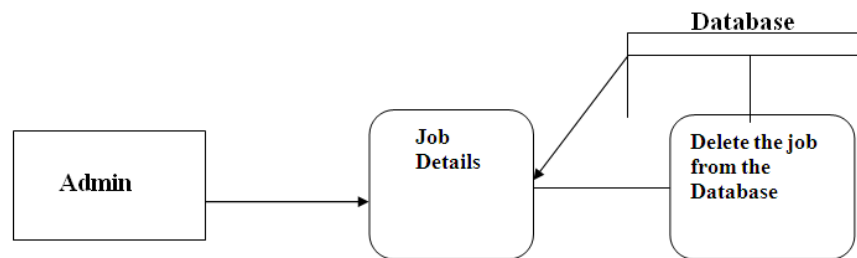 Database
Job
Details
Delete the job
from the
Database
Admin